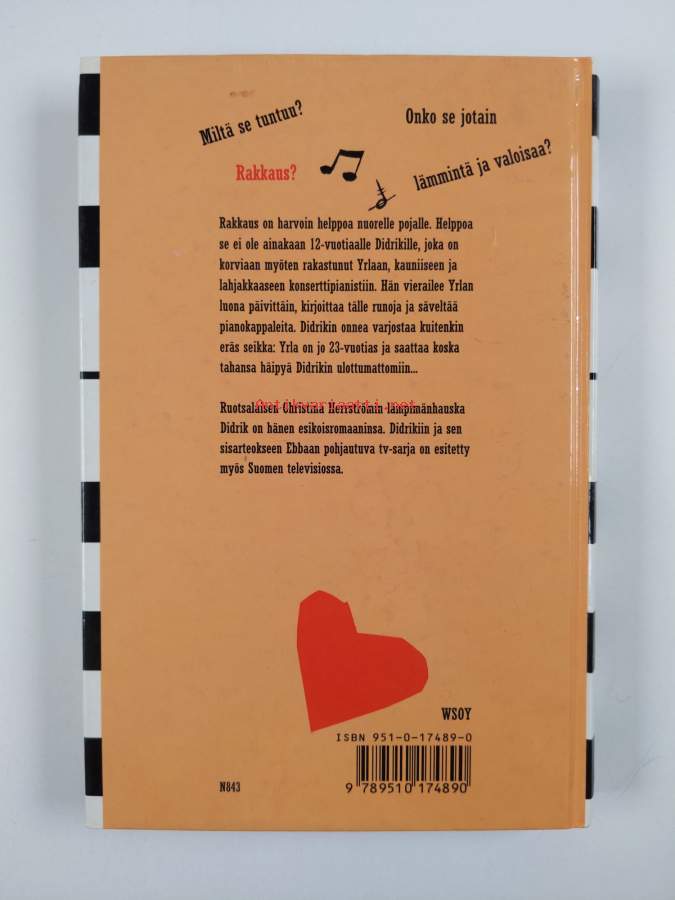 Miltä se tuntuu?
Onko se jotain
Rakkaus?
lämmintä ja valoisaa?
Rakkaus on harvoin helppoa nuorelle pojalle. Helppoa
se ei ole ainakaan 12-vuotiaalle Didrikille, joka on
korviaan myöten rakastunut Yrlaan, kauniiseen ja
lahjakkaaseen konserttipianistiin. Hän vierailee Yrlan
luona päivittäin, kirjoittaa tälle runoja ja säveltää
pianokappaleita. Didrikin onnea varjostaa kuitenkin
eräs seikka: Yrla on jo 23-vuotias ja saattaa koska
tahansa häipyä Didrikin ulottumattomiin...
Antikvariaatti.net
Ruotsalaisen Christina Herrströmin lämpimänhauska
Didrik on hänen esikoisromaaninsa. Didrikiin ja sen
sisarteokseen Ebbaan pohjautuva tv-sarja on esitetty
myös Suomen televisiossa.
WSOY
ISBN 951-0-17489-0
N843
9 789510 174890